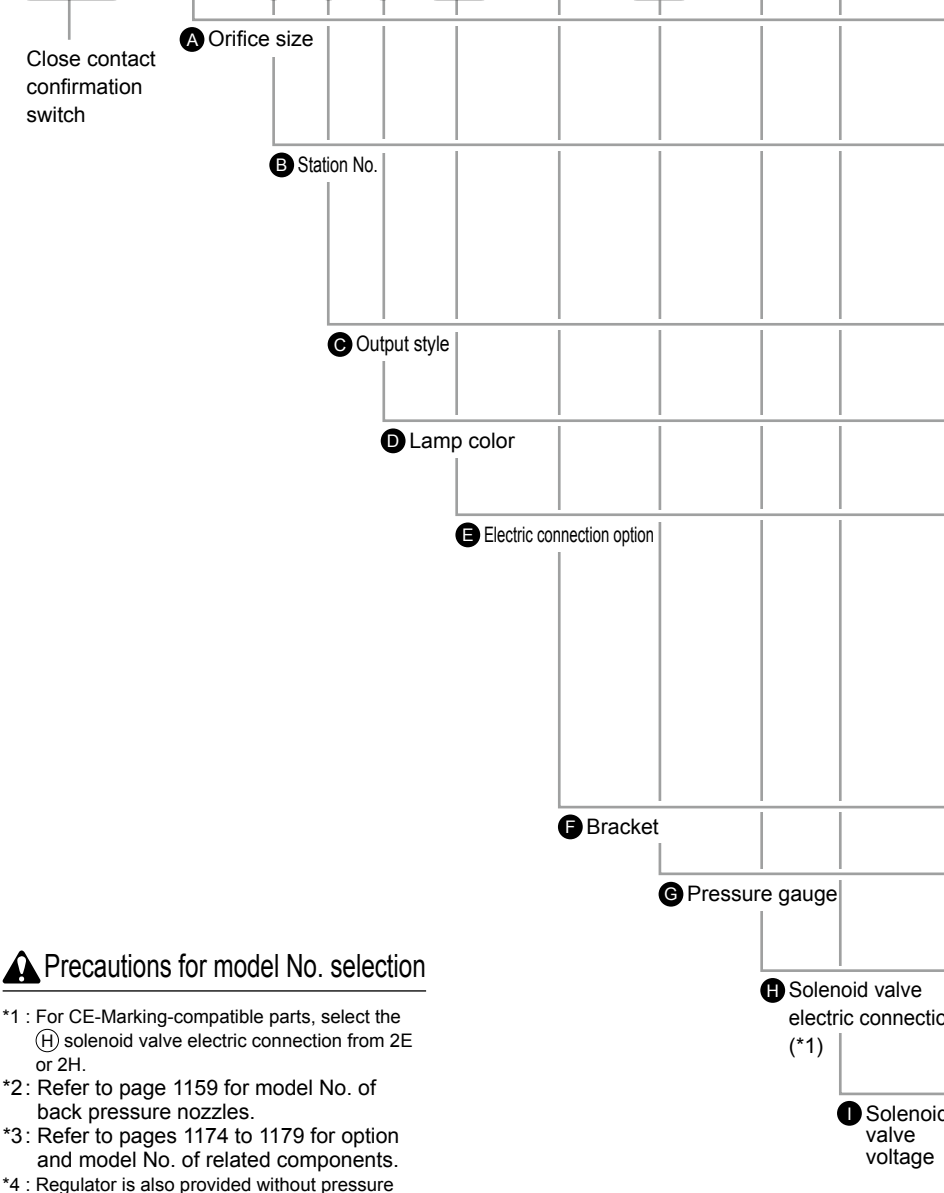 Close contact
confirmation
switch
A Orifice size
B Station No.
C Output style
D Lamp color
E Electric connection option
F Bracket
G Pressure gauge
H Solenoid valve
electric
(*1)
I
valve
voltage
Precautions for model No. selection
*1 : For CE-Marking-compatible parts, select the
Ⓗ solenoid valve electric connection from 2E
or 2H.
*2 : Refer to page 1159 for model No. of
back pressure nozzles.
*3 : Refer to pages 1174 to 1179 for option
and model No. of related components.
*4 : Regulator is also provided without pressure